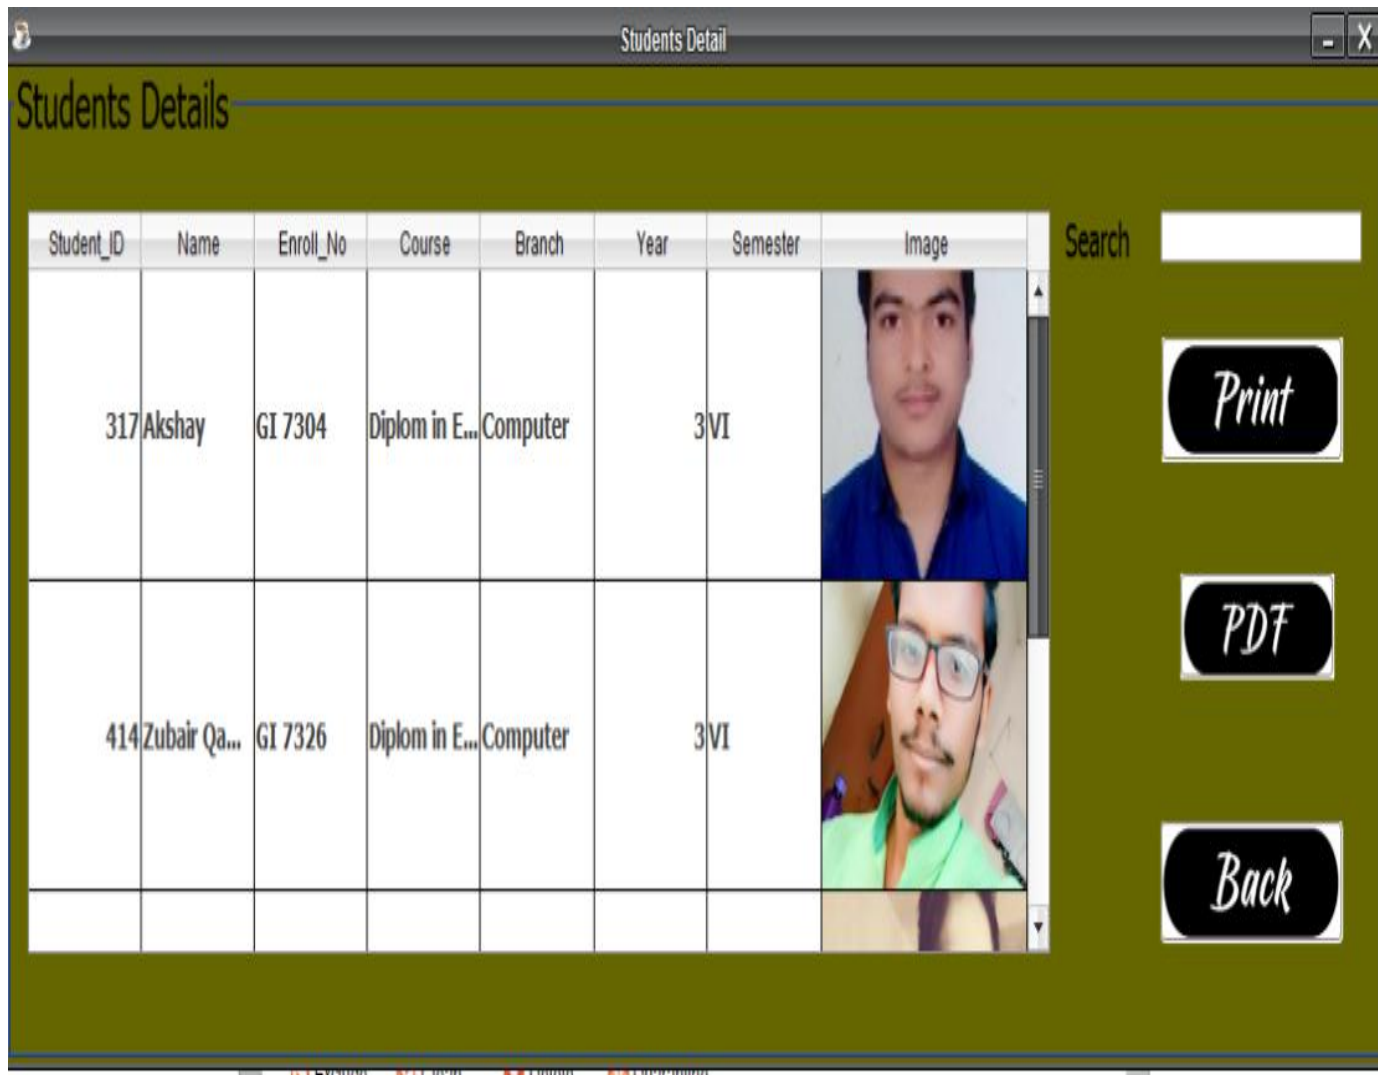 Students Detail
Students Details
Student_ID Name Enroll_No Course Branch Year Semester Image
Search
317 Akshay GI 7304 Diplom in E... Computer 3 VI
Print
414 Zubair Qa... GI 7326 Diplom in E... Computer 3 VI
PDF
Back